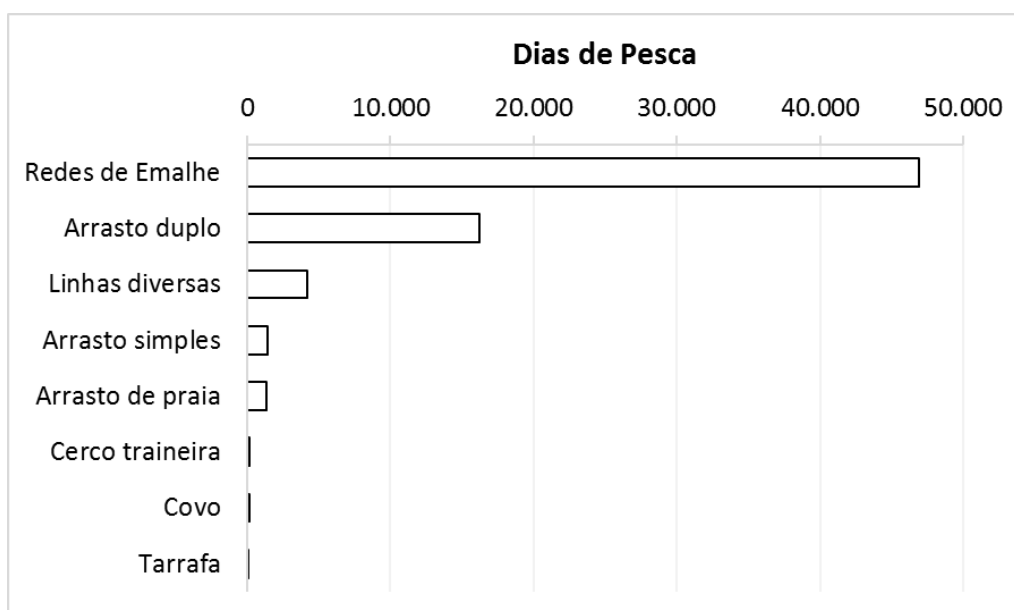 Dias de Pesca
0 10.000 20.000 30.000 40.000 50.000
Redes de Emalhe
Arrasto duplo
Linhas diversas
Arrasto simples
Arrasto de praia
Cerco traineira
Covo
Tarrafa